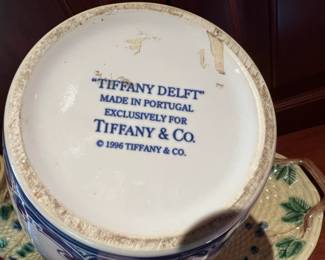 "TIFFANY DELFT"
MADE IN PORTUGAL
EXCLUSIVELY FOR
TIFFANY & CO.
© 1996 TIFFANY & CO.